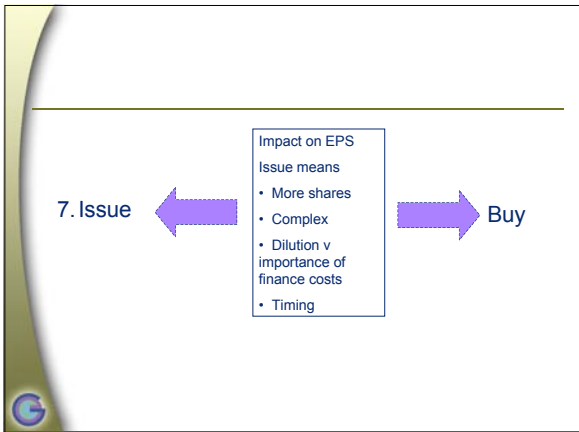 Impact on EPS
Issue means
• More shares
7. Issue
• Complex
Buy
• Dilution v
importance of
finance costs
• Timing
G